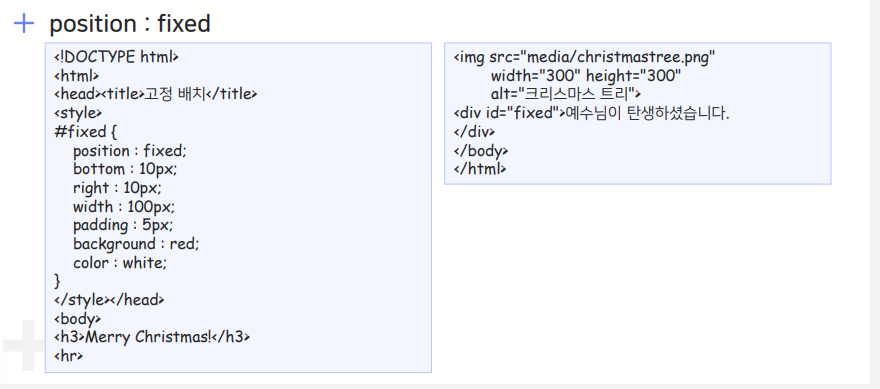 position : fixed
<!DOCTYPE html>
<html>
<head><title>고정 배치</title>
<style>
#fixed {
position : fixed;
bottom : 10px;
right : 10px;
width : 100px;
padding : 5px;
background : red;
color : white;
}
</style></head>
<body>
<h3>Merry Christmas!</h3>
<hr>
<img src="media/christmastree.png"
width="300" height="300"
alt="크리스마스 트리">
<div id="fixed">예수님이 탄생하셨습니다.
</div>
</body>
</html>